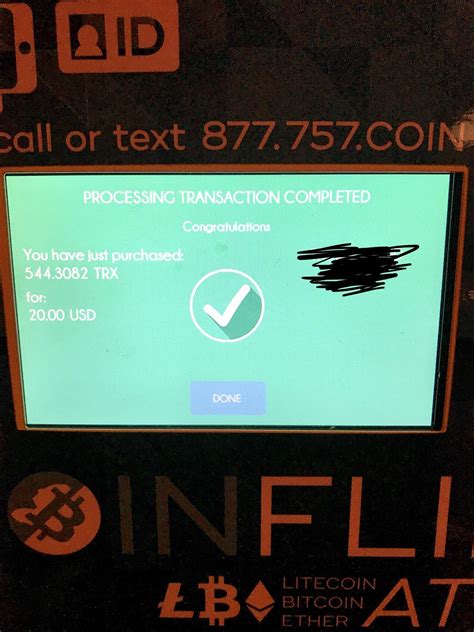 ID
call or text 877.757.COIN
PROCESSING TRANSACTION COMPLETED
Congratulations
You have just purchased:
544.3082 TRX
for:
20.00 USD
DONE
INFLI
LITECOIN
BITCOIN
ETHER
AT